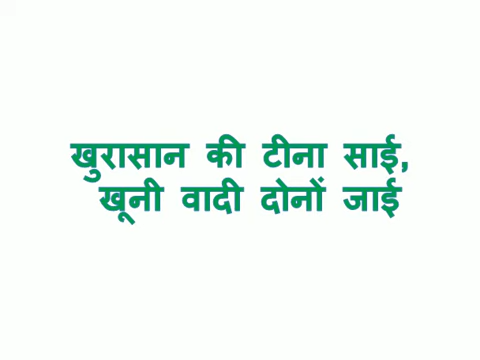 खुरासान की टीना साई,
खूनी वादी दोनों जाई